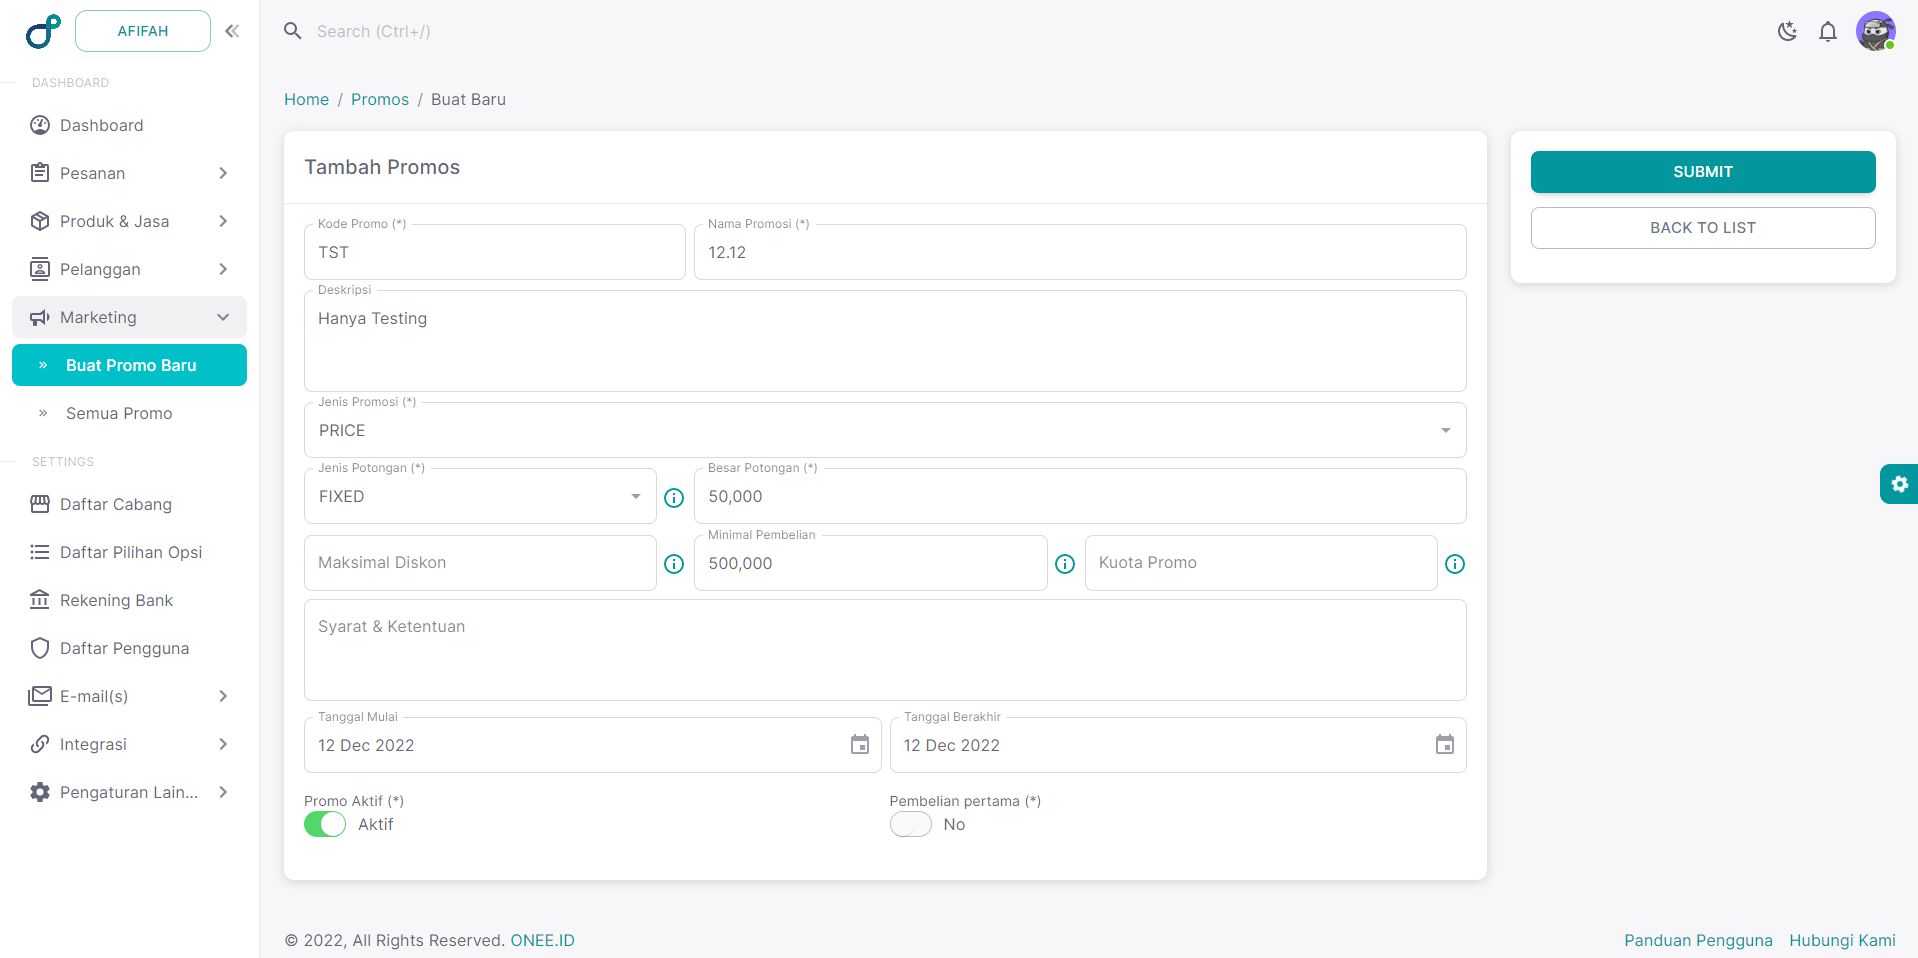 AFIFAH
Search (Ctrl+/)
DASHBOARD
Dashboard
Pesanan
Produk & Jasa
Pelanggan
Marketing
» Buat Promo Baru
» Semua Promo
SETTINGS
Daftar Cabang
Daftar Pilihan Opsi
Rekening Bank
Daftar Pengguna
E-mail(s)
Integrasi
Pengaturan Lain...
Home / Promos / Buat Baru
Tambah Promos
Kode Promo (*)
TST
Nama Promosi (*)
12.12
Deskripsi
Hanya Testing
Jenis Promosi (*)
PRICE
Jenis Potongan (*)
FIXED
Besar Potongan (*)
50,000
Maksimal Diskon
Minimal Pembelian
500,000
Kuota Promo
Syarat & Ketentuan
Tanggal Mulai
12 Dec 2022
Tanggal Berakhir
12 Dec 2022
Promo Aktif (*)
Aktif
Pembelian pertama (*)
No
SUBMIT
BACK TO LIST
© 2022, All Rights Reserved. ONEE.ID
Panduan Pengguna Hubungi Kami